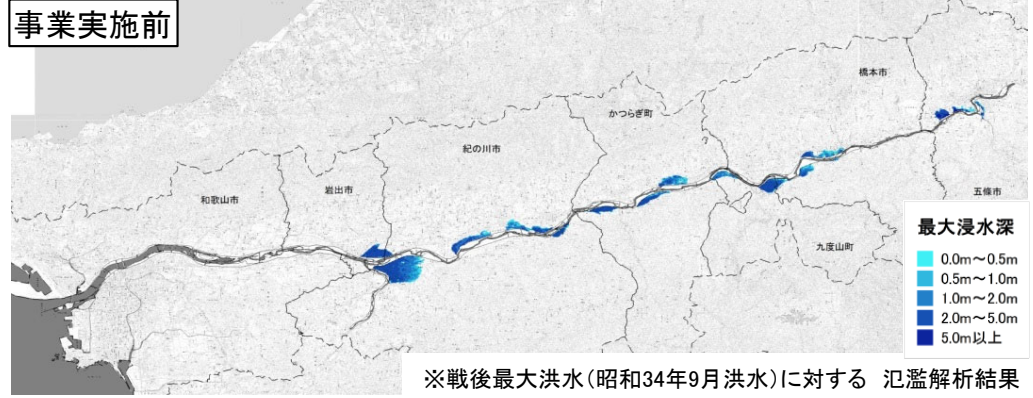 事業実施前
橋本市
かつらぎ町
紀の川市
岩出市
和歌山市
五條市
九度山町
最大浸水深
0.0m~0.5m
0.5m~1.0m
1.0m~2.0m
2.0m~5.0m
5.0m以上
※戦後最大洪水(昭和34年9月洪水)に対する 氾濫解析結果